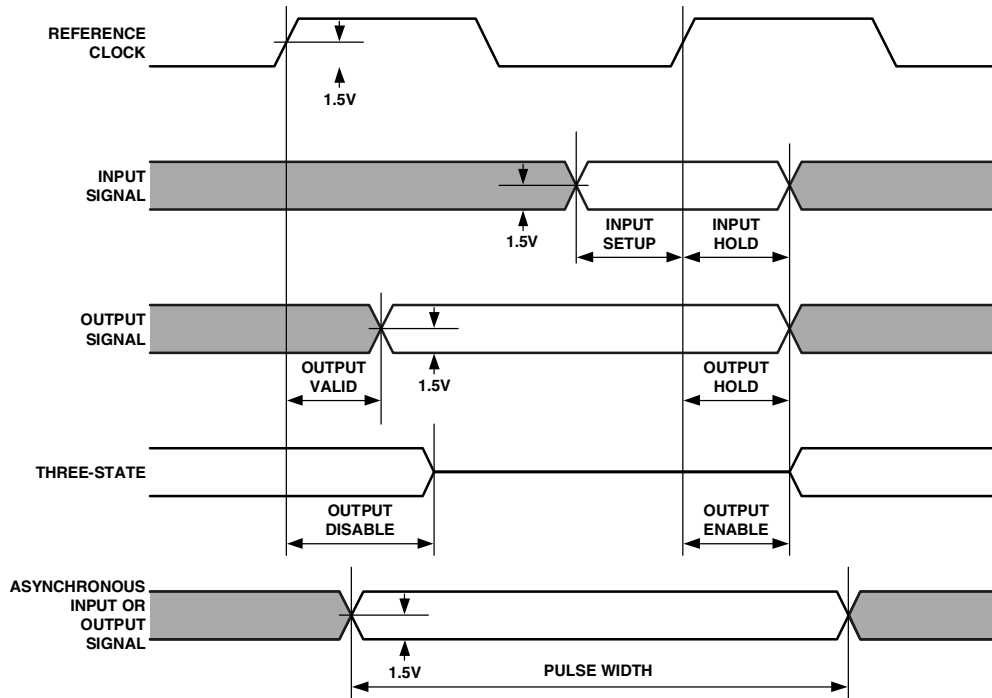 REFERENCE
CLOCK
1.5V
INPUT
SIGNAL
1.5V
INPUT
SETUP
INPUT
HOLD
OUTPUT
SIGNAL
OUTPUT
VALID
1.5V
OUTPUT
HOLD
THREE-STATE
OUTPUT
DISABLE
OUTPUT
ENABLE
ASYNCHRONOUS
INPUT OR
OUTPUT
SIGNAL
1.5V
PULSE WIDTH